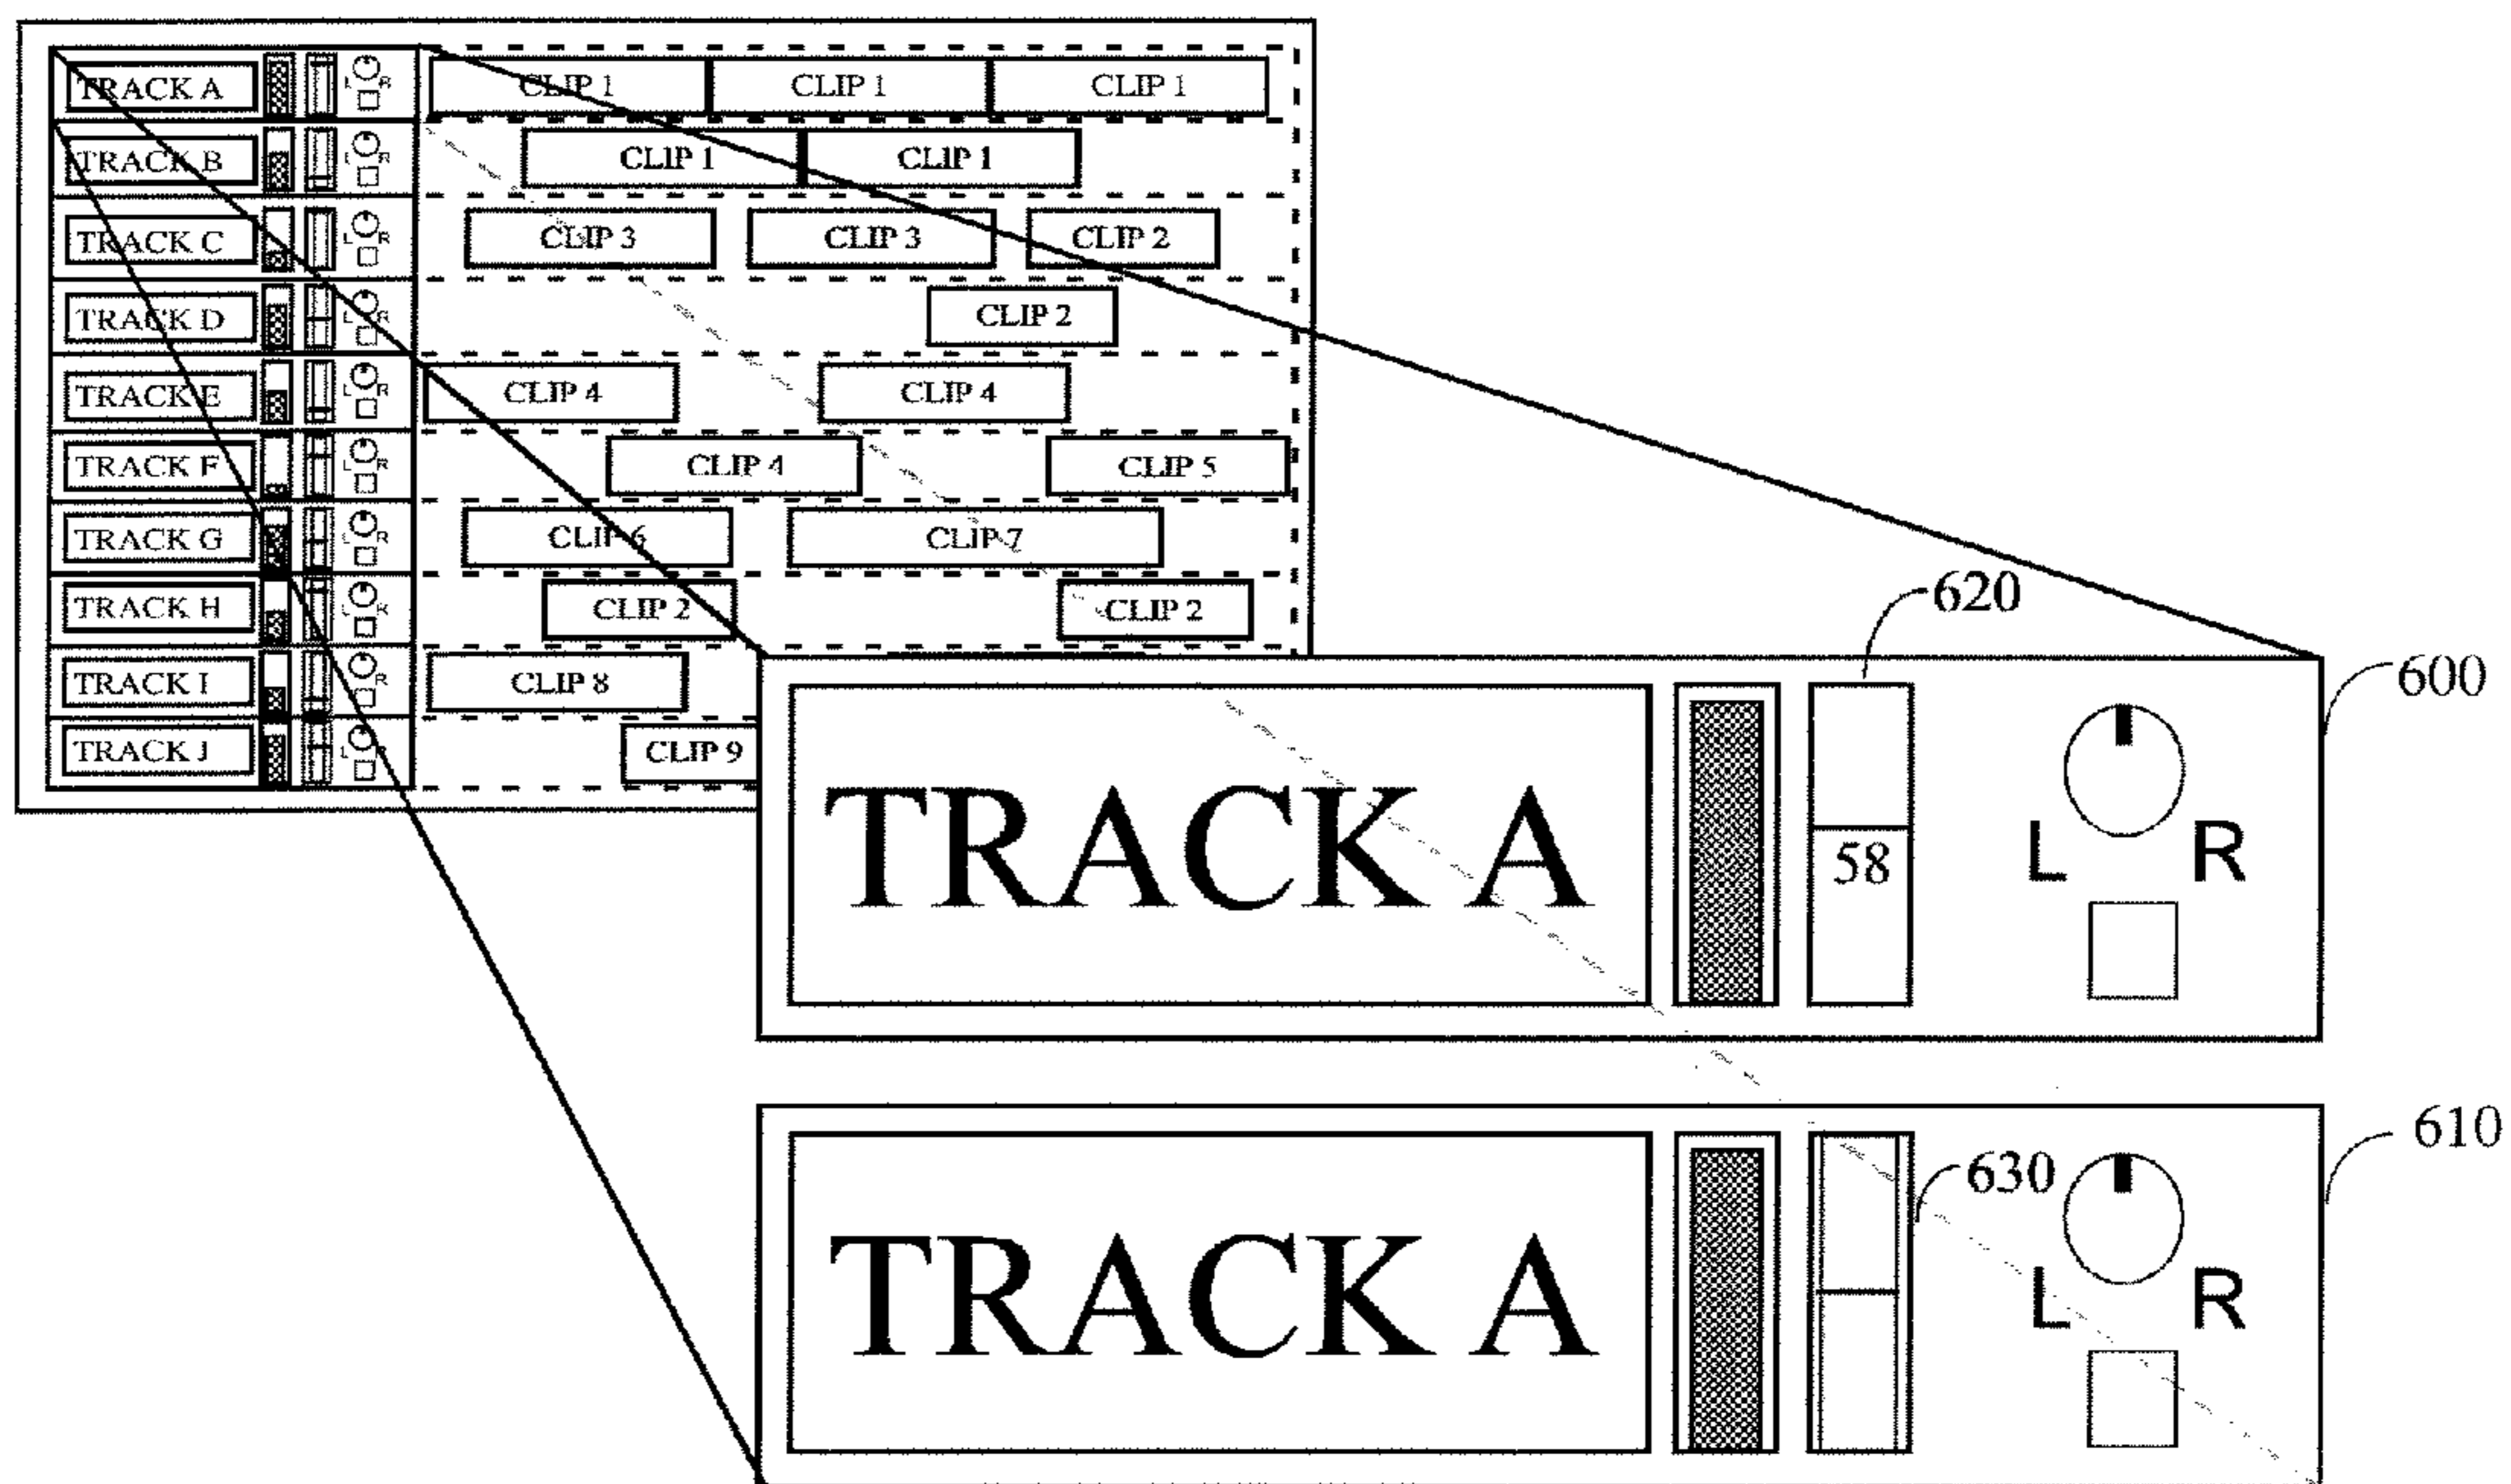 TRACK A L R CLIP 1 CLIP 1 CLIP 1
TRACK B L R CLIP 1 CLIP 1
TRACK C L R CLIP 3 CLIP 3 CLIP 2
TRACK D L R CLIP 2
TRACK E L R CLIP 4 CLIP 4
TRACK F L R CLIP 4 CLIP 5
TRACK G L R CLIP 6 CLIP 7
TRACK H L R CLIP 2 CLIP 2
TRACK I L R CLIP 8
TRACK J L R CLIP 9
620
600
TRACK A 58 L R
610
630
TRACK A L R